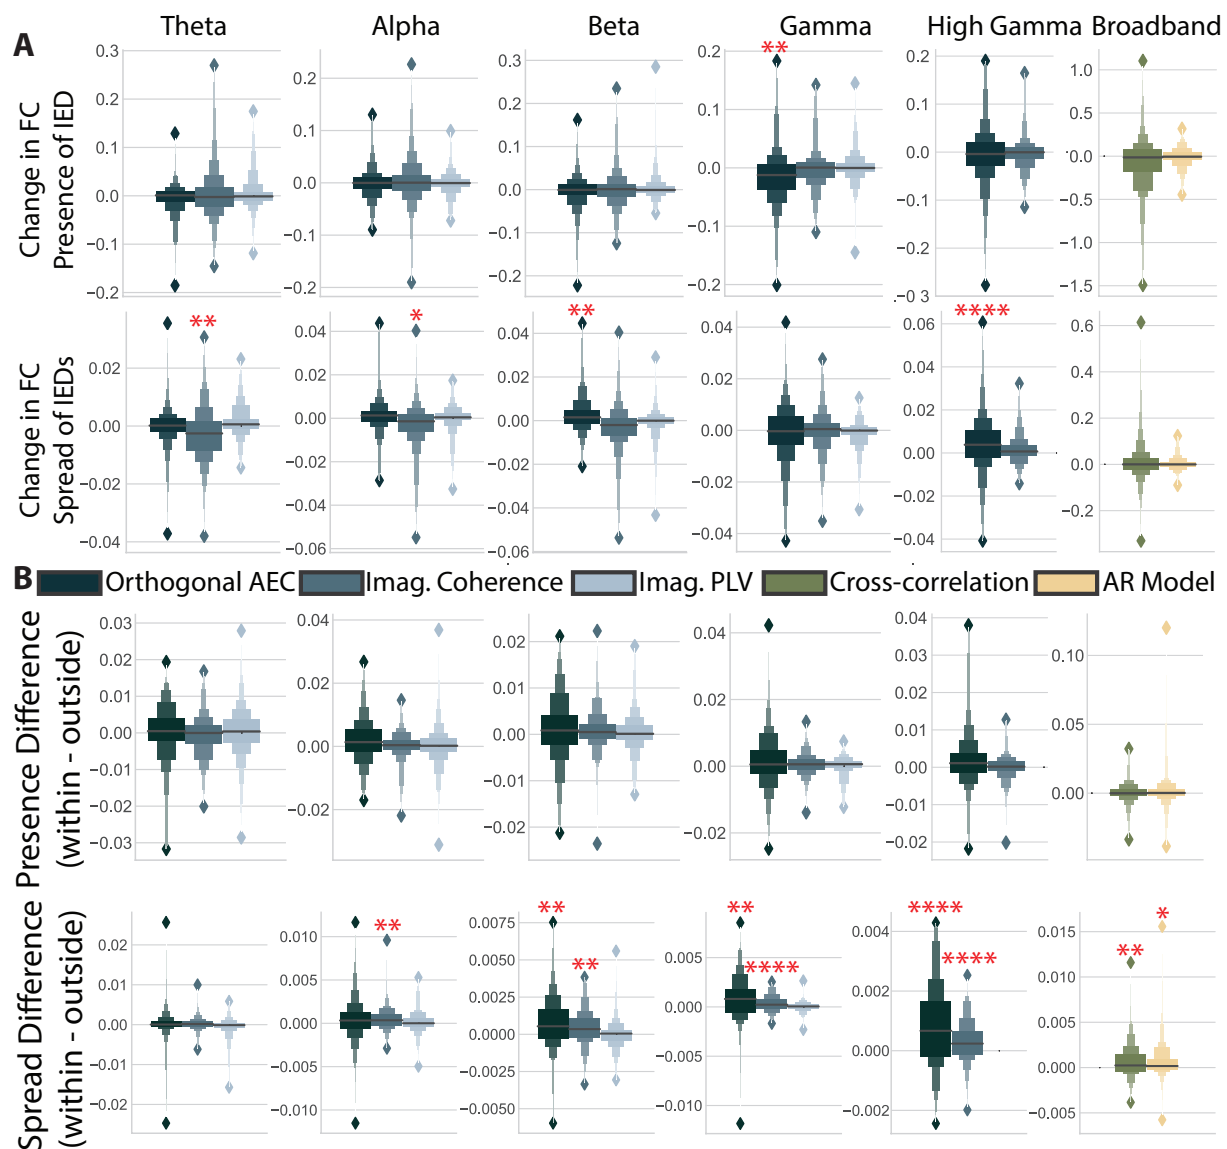 A
Theta Alpha Beta Gamma High Gamma Broadband
Change in FC
Presence of IED
0.3 0.2 0.1 0.0 −0.1 −0.2
0.2 0.1 0.0 −0.1 −0.2
0.3 0.2 0.1 0.0 −0.1 −0.2
** 0.2 0.1 0.0 −0.1 −0.2
0.2 0.1 0.0 −0.1 −0.2 −0.3
1.0 0.5 −0.0 −0.5 −1.0 −1.5
Change in FC
Spread of IEDs
** 0.02 0.00 −0.02 −0.04
* 0.04 0.02 0.00 −0.02 −0.04 −0.06
** 0.04 0.02 0.00 −0.02 −0.04 −0.06
0.04 0.02 0.00 −0.02 −0.04
**** 0.06 0.04 0.02 0.00 −0.02 −0.04
0.6 0.4 0.2 0.0 −0.2
B
Orthogonal AEC Imag. Coherence Imag. PLV Cross-correlation AR Model
Presence Difference
(within - outside)
0.03 0.02 0.01 0.00 −0.01 −0.02 −0.03
0.04 0.02 0.00 −0.02
0.02 0.01 0.00 −0.01 −0.02
0.04 0.02 0.00 −0.02
0.04 0.03 0.02 0.01 0.00 −0.01 −0.02
0.10 0.05 0.00
Spread Difference
(within - outside)
0.02 0.01 0.00 −0.01 −0.02
** 0.010 0.005 0.000 −0.005 −0.010
** ** 0.0075 0.0050 0.0025 0.0000 −0.0025 −0.0050
** **** 0.005 0.000 −0.005 −0.010
**** **** 0.004 0.002 0.000 −0.002
** * 0.015 0.010 0.005 0.000 −0.005